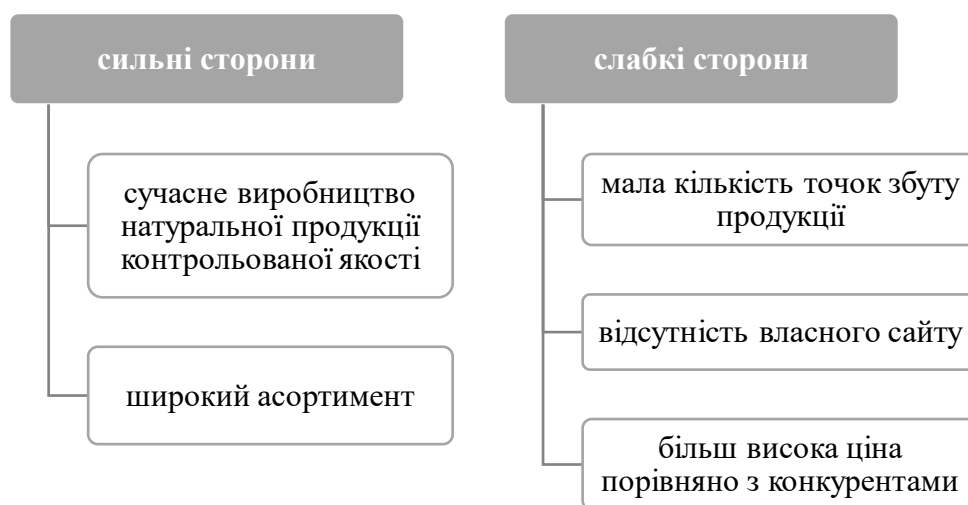 сильні сторони
сучасне виробництво
натуральної продукції
контрольованої якості
широкий асортимент
слабкі сторони
мала кількість точок збуту
продукції
відсутність власного сайту
більш висока ціна
порівняно з конкурентами